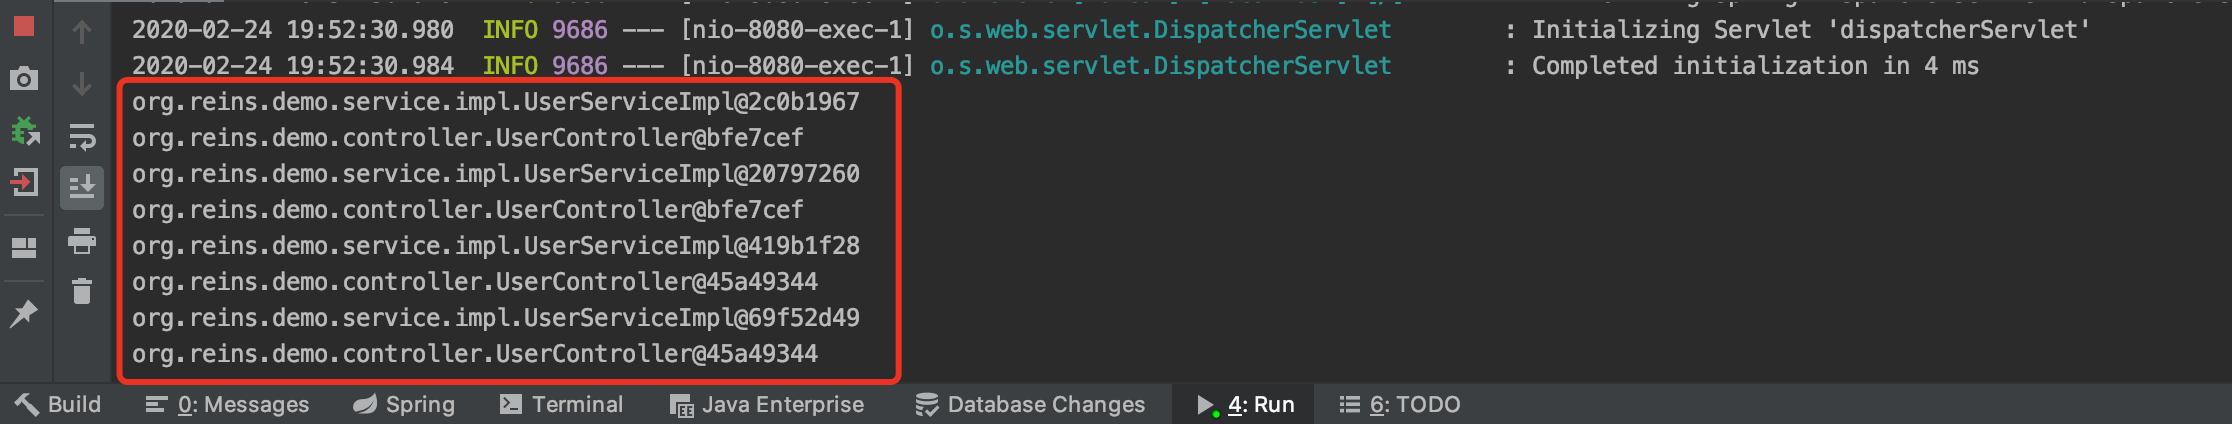 2020-02-24 19:52:30.980  INFO 9686 --- [nio-8080-exec-1] o.s.web.servlet.DispatcherServlet        : Initializing Servlet 'dispatcherServlet'
2020-02-24 19:52:30.984  INFO 9686 --- [nio-8080-exec-1] o.s.web.servlet.DispatcherServlet        : Completed initialization in 4 ms
org.reins.demo.service.impl.UserServiceImpl@2c0b1967
org.reins.demo.controller.UserController@bfe7cef
org.reins.demo.service.impl.UserServiceImpl@20797260
org.reins.demo.controller.UserController@bfe7cef
org.reins.demo.service.impl.UserServiceImpl@419b1f28
org.reins.demo.controller.UserController@45a49344
org.reins.demo.service.impl.UserServiceImpl@69f52d49
org.reins.demo.controller.UserController@45a49344
Build 0: Messages Spring Terminal Java Enterprise Database Changes 4: Run 6: TODO